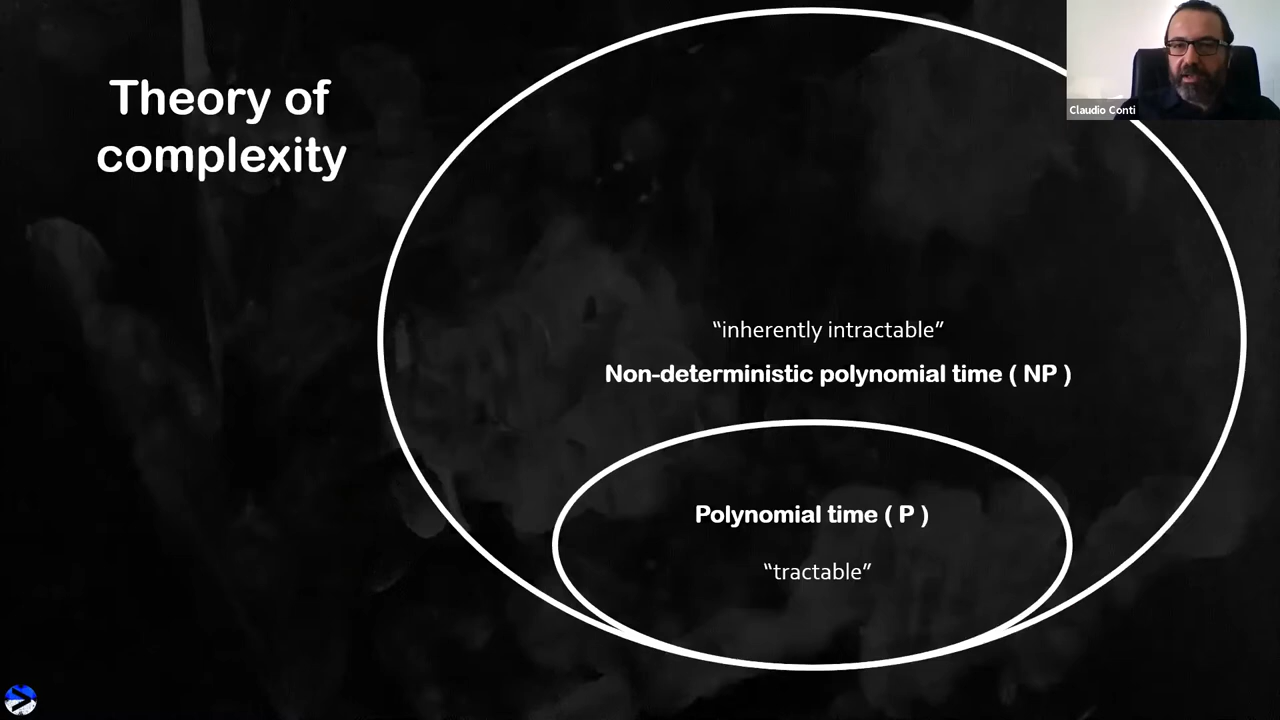 Theory of
complexity
Claudio Conti
“inherently intractable”
Non-deterministic polynomial time ( NP )
Polynomial time ( P )
“tractable”